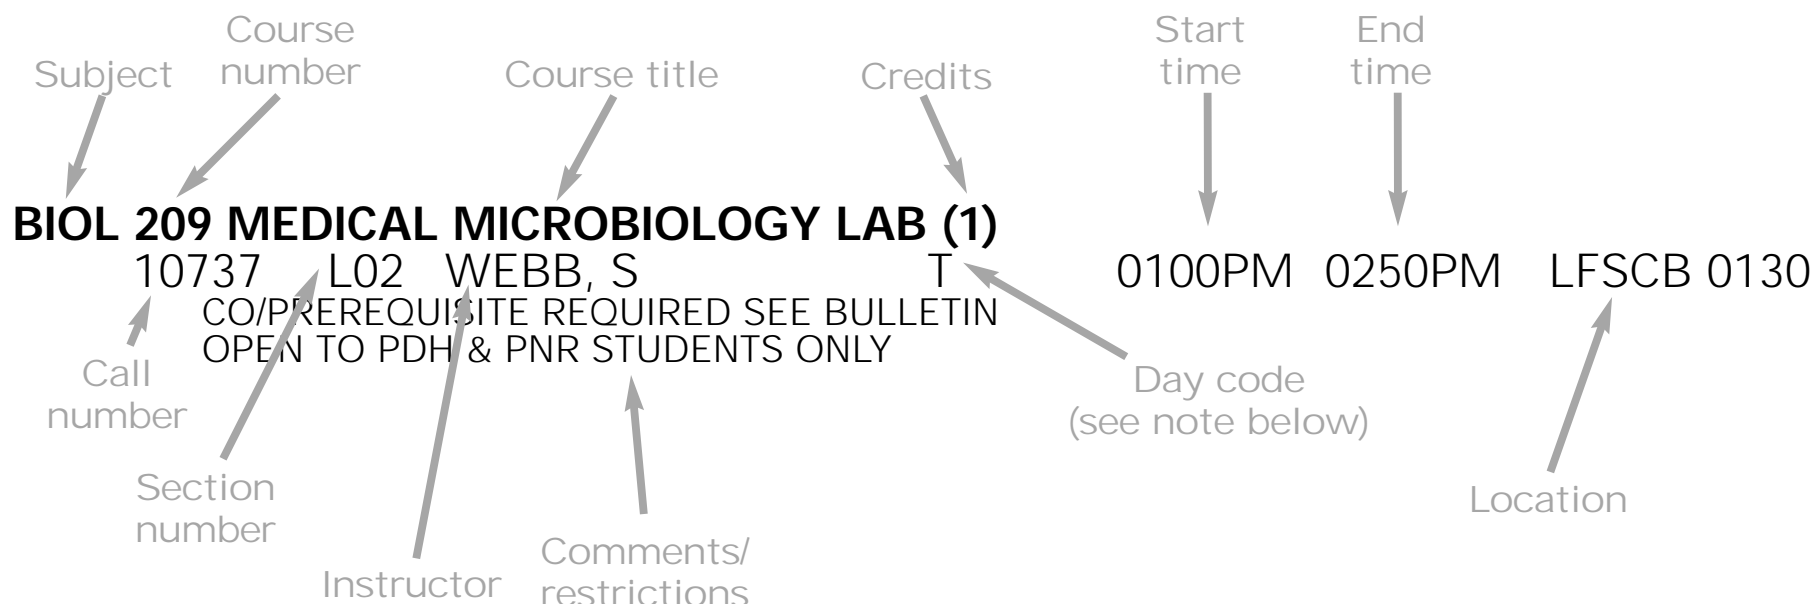 Course
number
Subject
Course title
Credits
Start
time
End
time
BIOL 209 MEDICAL MICROBIOLOGY LAB (1)
10737 L02 WEBB, S T 0100PM 0250PM LFSCB 0130
CO/PREREQUISITE REQUIRED SEE BULLETIN
OPEN TO PDH & PNR STUDENTS ONLY
Call
number
Day code
(see note below)
Section
number
Location
Instructor
Comments/
restrictions